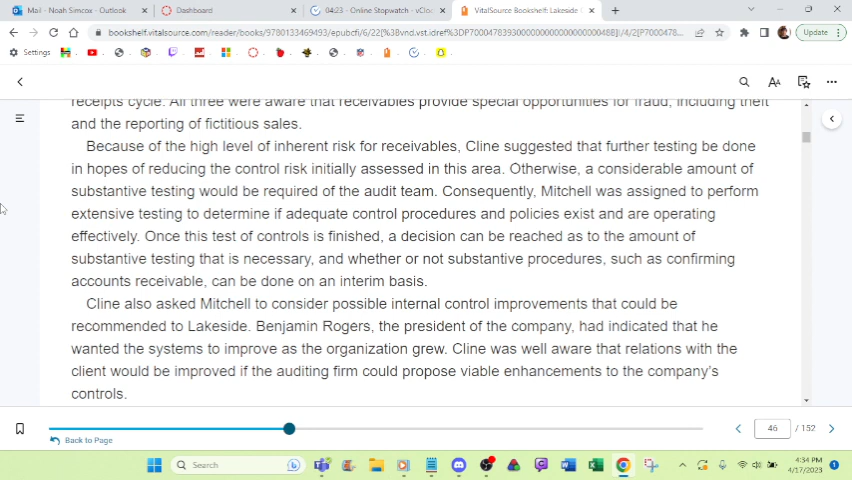 Mail - Noah Simcox - Outlook
Dashboard
04:23 - Online Stopwatch - vClo
VitalSource Bookshelf: Lakeside
bookshelf.vitalsource.com/reader/books/9780133469493/epubcfi/6/22[%3Bvnd.vst.idref%3DP70004783930000000000000000000048B]!/4/2[P7000478...
Update
Settings
receipts cycle. All three were aware that receivables provide special opportunities for fraud, including theft
and the reporting of fictitious sales.
Because of the high level of inherent risk for receivables, Cline suggested that further testing be done
in hopes of reducing the control risk initially assessed in this area. Otherwise, a considerable amount of
substantive testing would be required of the audit team. Consequently, Mitchell was assigned to perform
extensive testing to determine if adequate control procedures and policies exist and are operating
effectively. Once this test of controls is finished, a decision can be reached as to the amount of
substantive testing that is necessary, and whether or not substantive procedures, such as confirming
accounts receivable, can be done on an interim basis.
Cline also asked Mitchell to consider possible internal control improvements that could be
recommended to Lakeside. Benjamin Rogers, the president of the company, had indicated that he
wanted the systems to improve as the organization grew. Cline was well aware that relations with the
client would be improved if the auditing firm could propose viable enhancements to the company's
controls.
46 / 152
Back to Page
Search
4:34 PM
4/17/2023